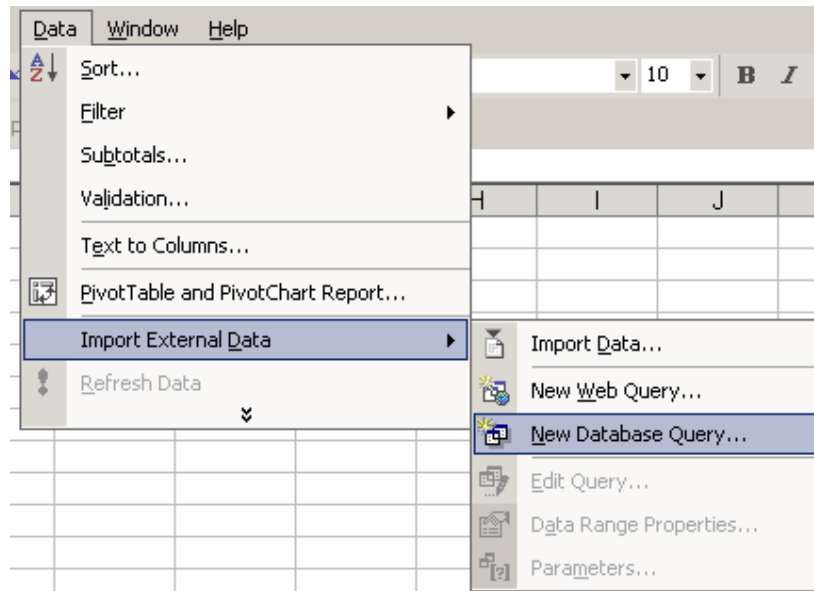 Data Window Help
Sort...
10 B I
Filter
Subtotals...
Validation...
H I J
Text to Columns...
PivotTable and PivotChart Report...
Import External Data
Import Data...
Refresh Data
New Web Query...
New Database Query...
Edit Query...
Data Range Properties...
Parameters...